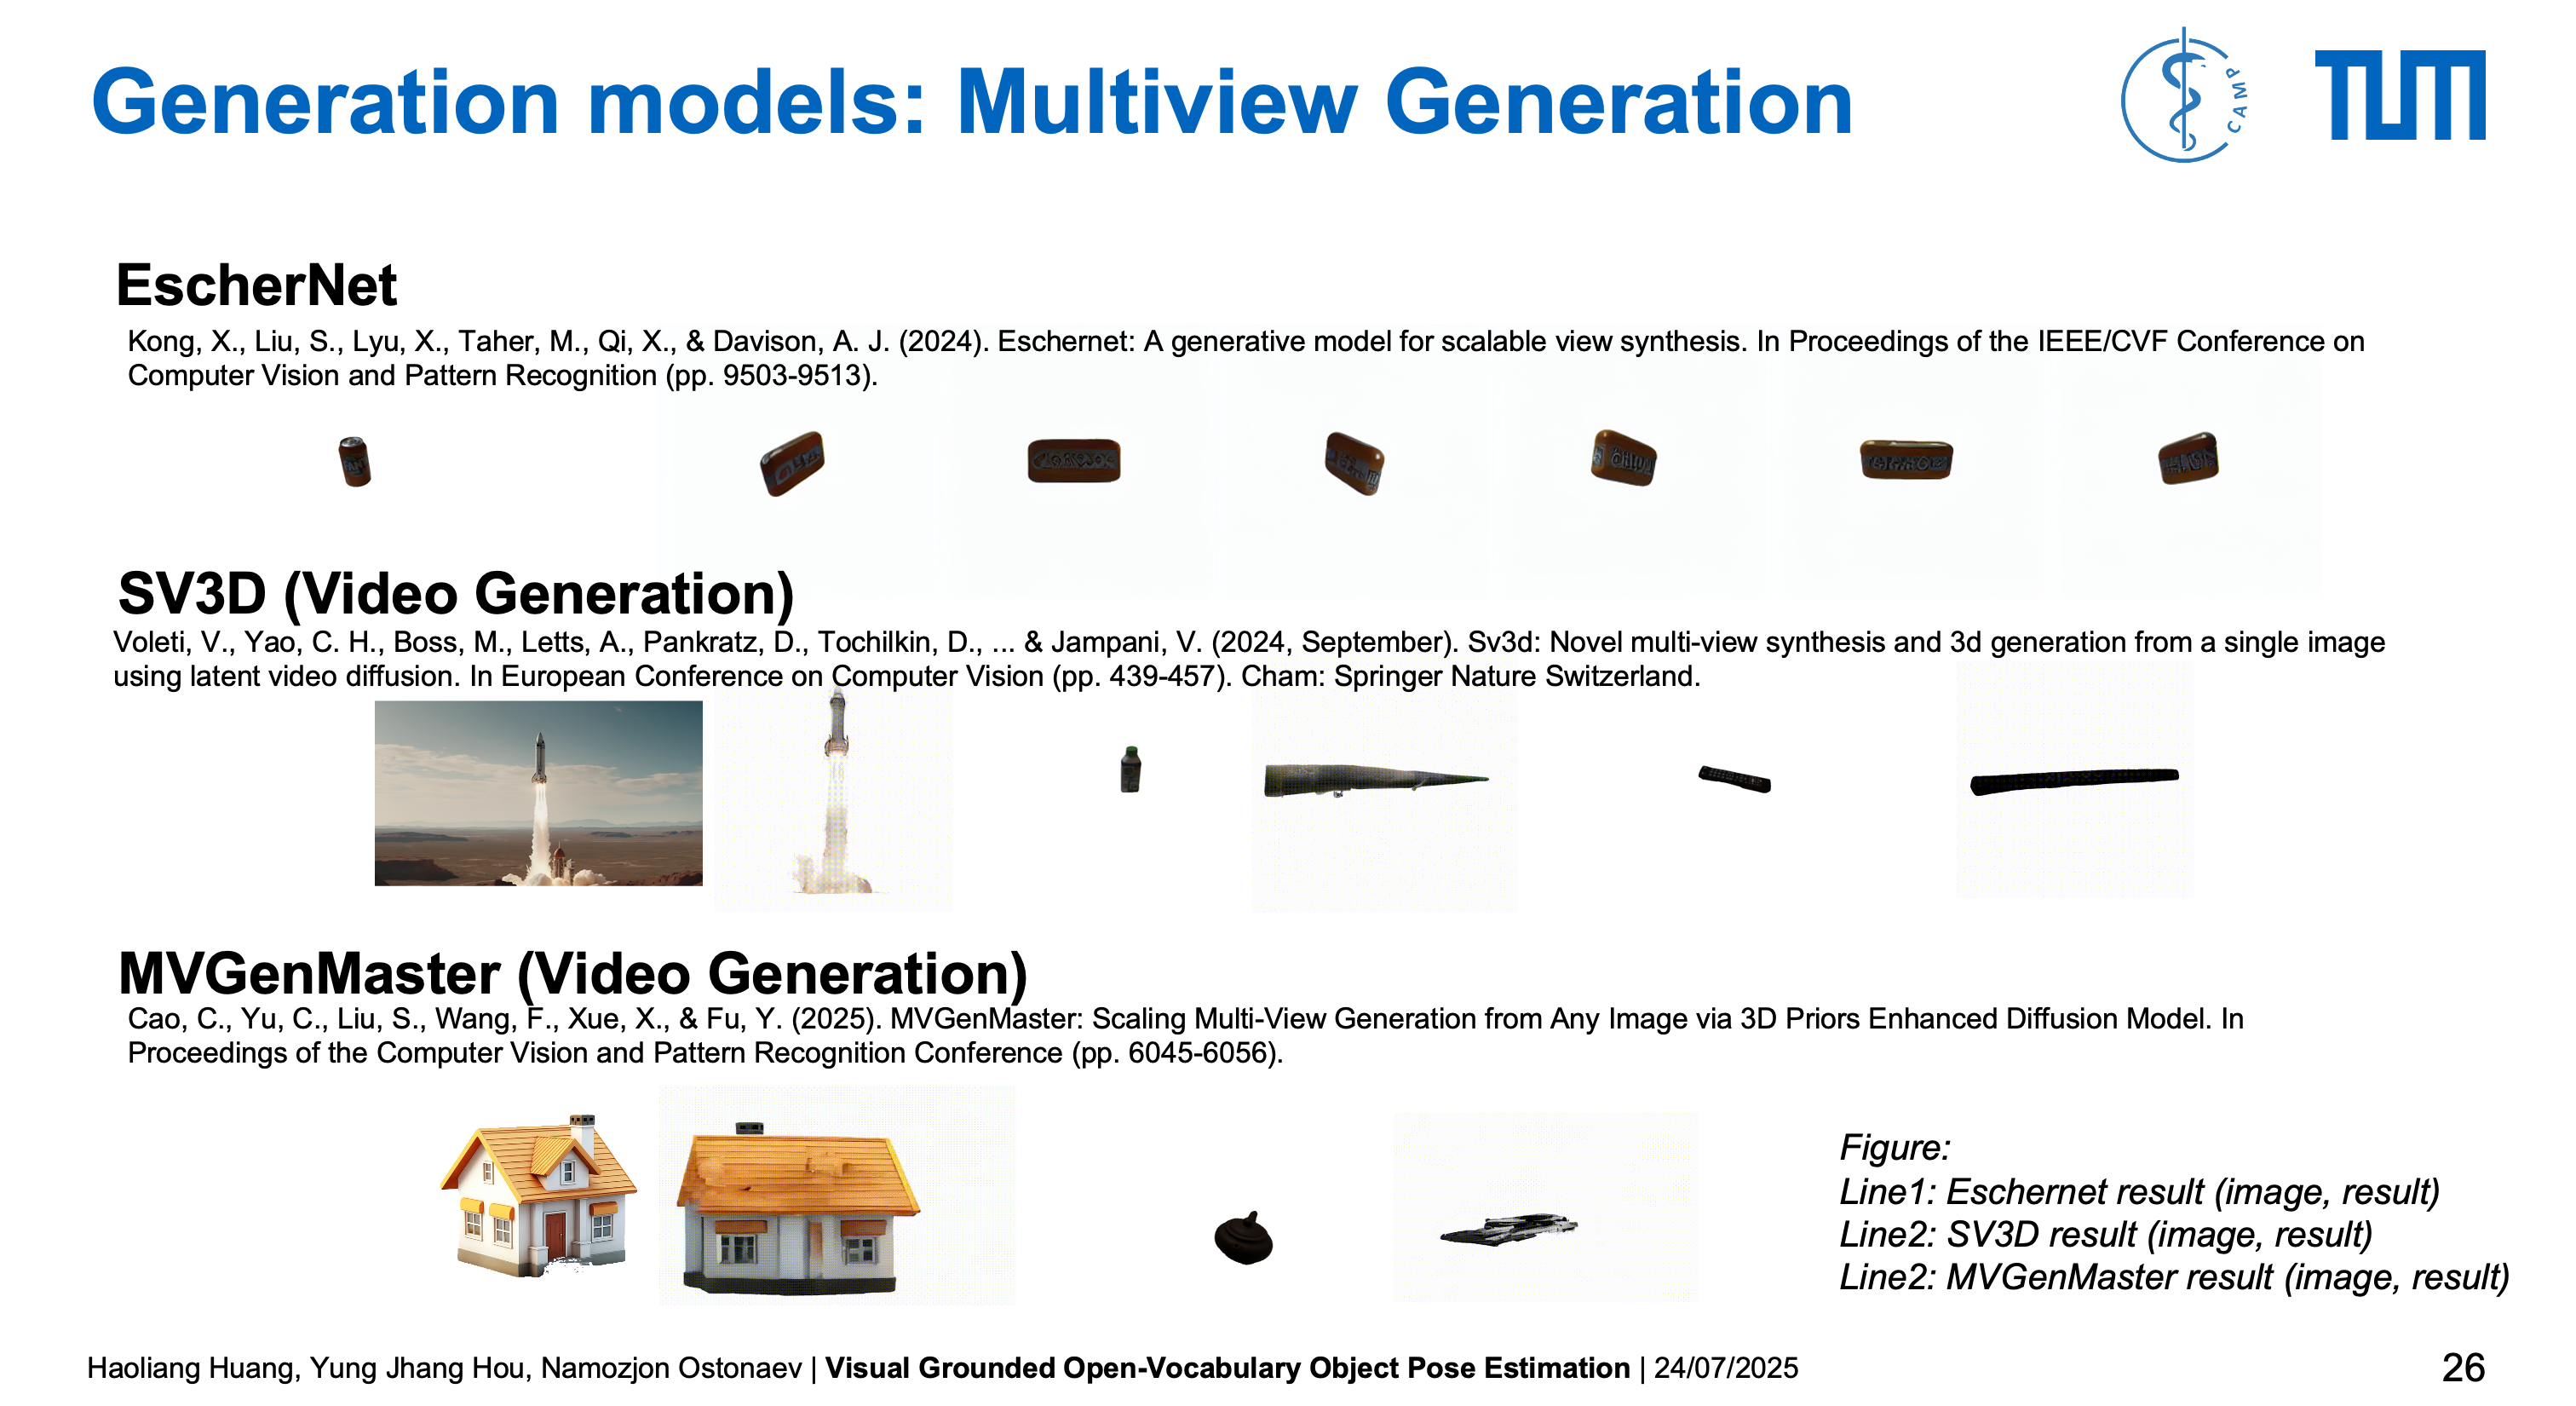 Generation models: Multiview Generation
CAMP
TUM
EscherNet
Kong, X., Liu, S., Lyu, X., Taher, M., Qi, X., & Davison, A. J. (2024). Eschernet: A generative model for scalable view synthesis. In Proceedings of the IEEE/CVF Conference on
Computer Vision and Pattern Recognition (pp. 9503-9513).
SV3D (Video Generation)
Voleti, V., Yao, C. H., Boss, M., Letts, A., Pankratz, D., Tochilkin, D., ... & Jampani, V. (2024, September). Sv3d: Novel multi-view synthesis and 3d generation from a single image
using latent video diffusion. In European Conference on Computer Vision (pp. 439-457). Cham: Springer Nature Switzerland.
MVGenMaster (Video Generation)
Cao, C., Yu, C., Liu, S., Wang, F., Xue, X., & Fu, Y. (2025). MVGenMaster: Scaling Multi-View Generation from Any Image via 3D Priors Enhanced Diffusion Model. In
Proceedings of the Computer Vision and Pattern Recognition Conference (pp. 6045-6056).
Figure:
Line1: Eschernet result (image, result)
Line2: SV3D result (image, result)
Line2: MVGenMaster result (image, result)
Haoliang Huang, Yung Jhang Hou, Namozjon Ostonaev | Visual Grounded Open-Vocabulary Object Pose Estimation | 24/07/2025
26